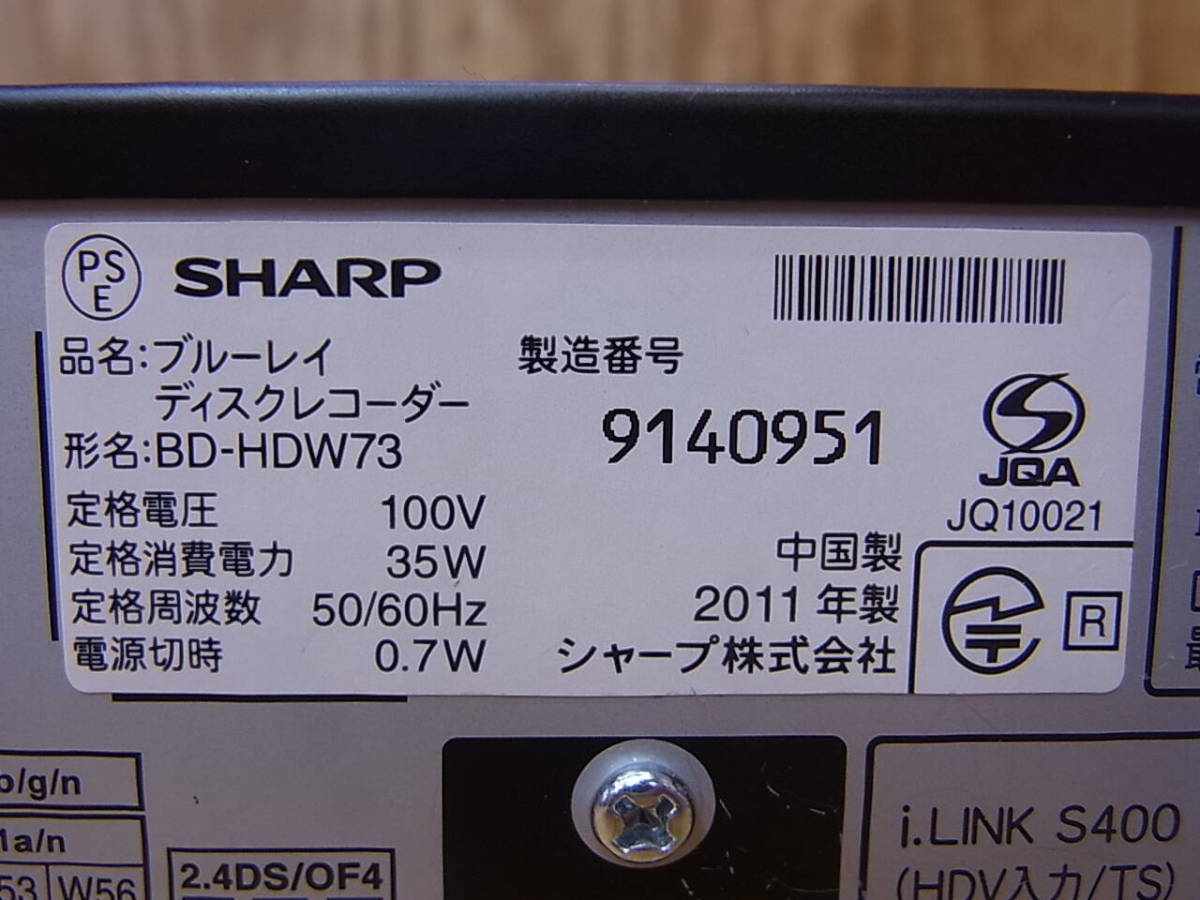 PS
E
SHARP
品名:ブルーレイ
ディスクレコーダー
形名:BD-HDW73
定格電圧 100V
定格消費電力 35W
定格周波数 50/60Hz
電源切時 0.7W
製造番号
9140951
JQA
JQ10021
中国製
2011年製
シャープ株式会社
R
b/g/n
1a/n
53 W56
2.4DS/OF4
i.LINK S400
(HDV入力/TS)